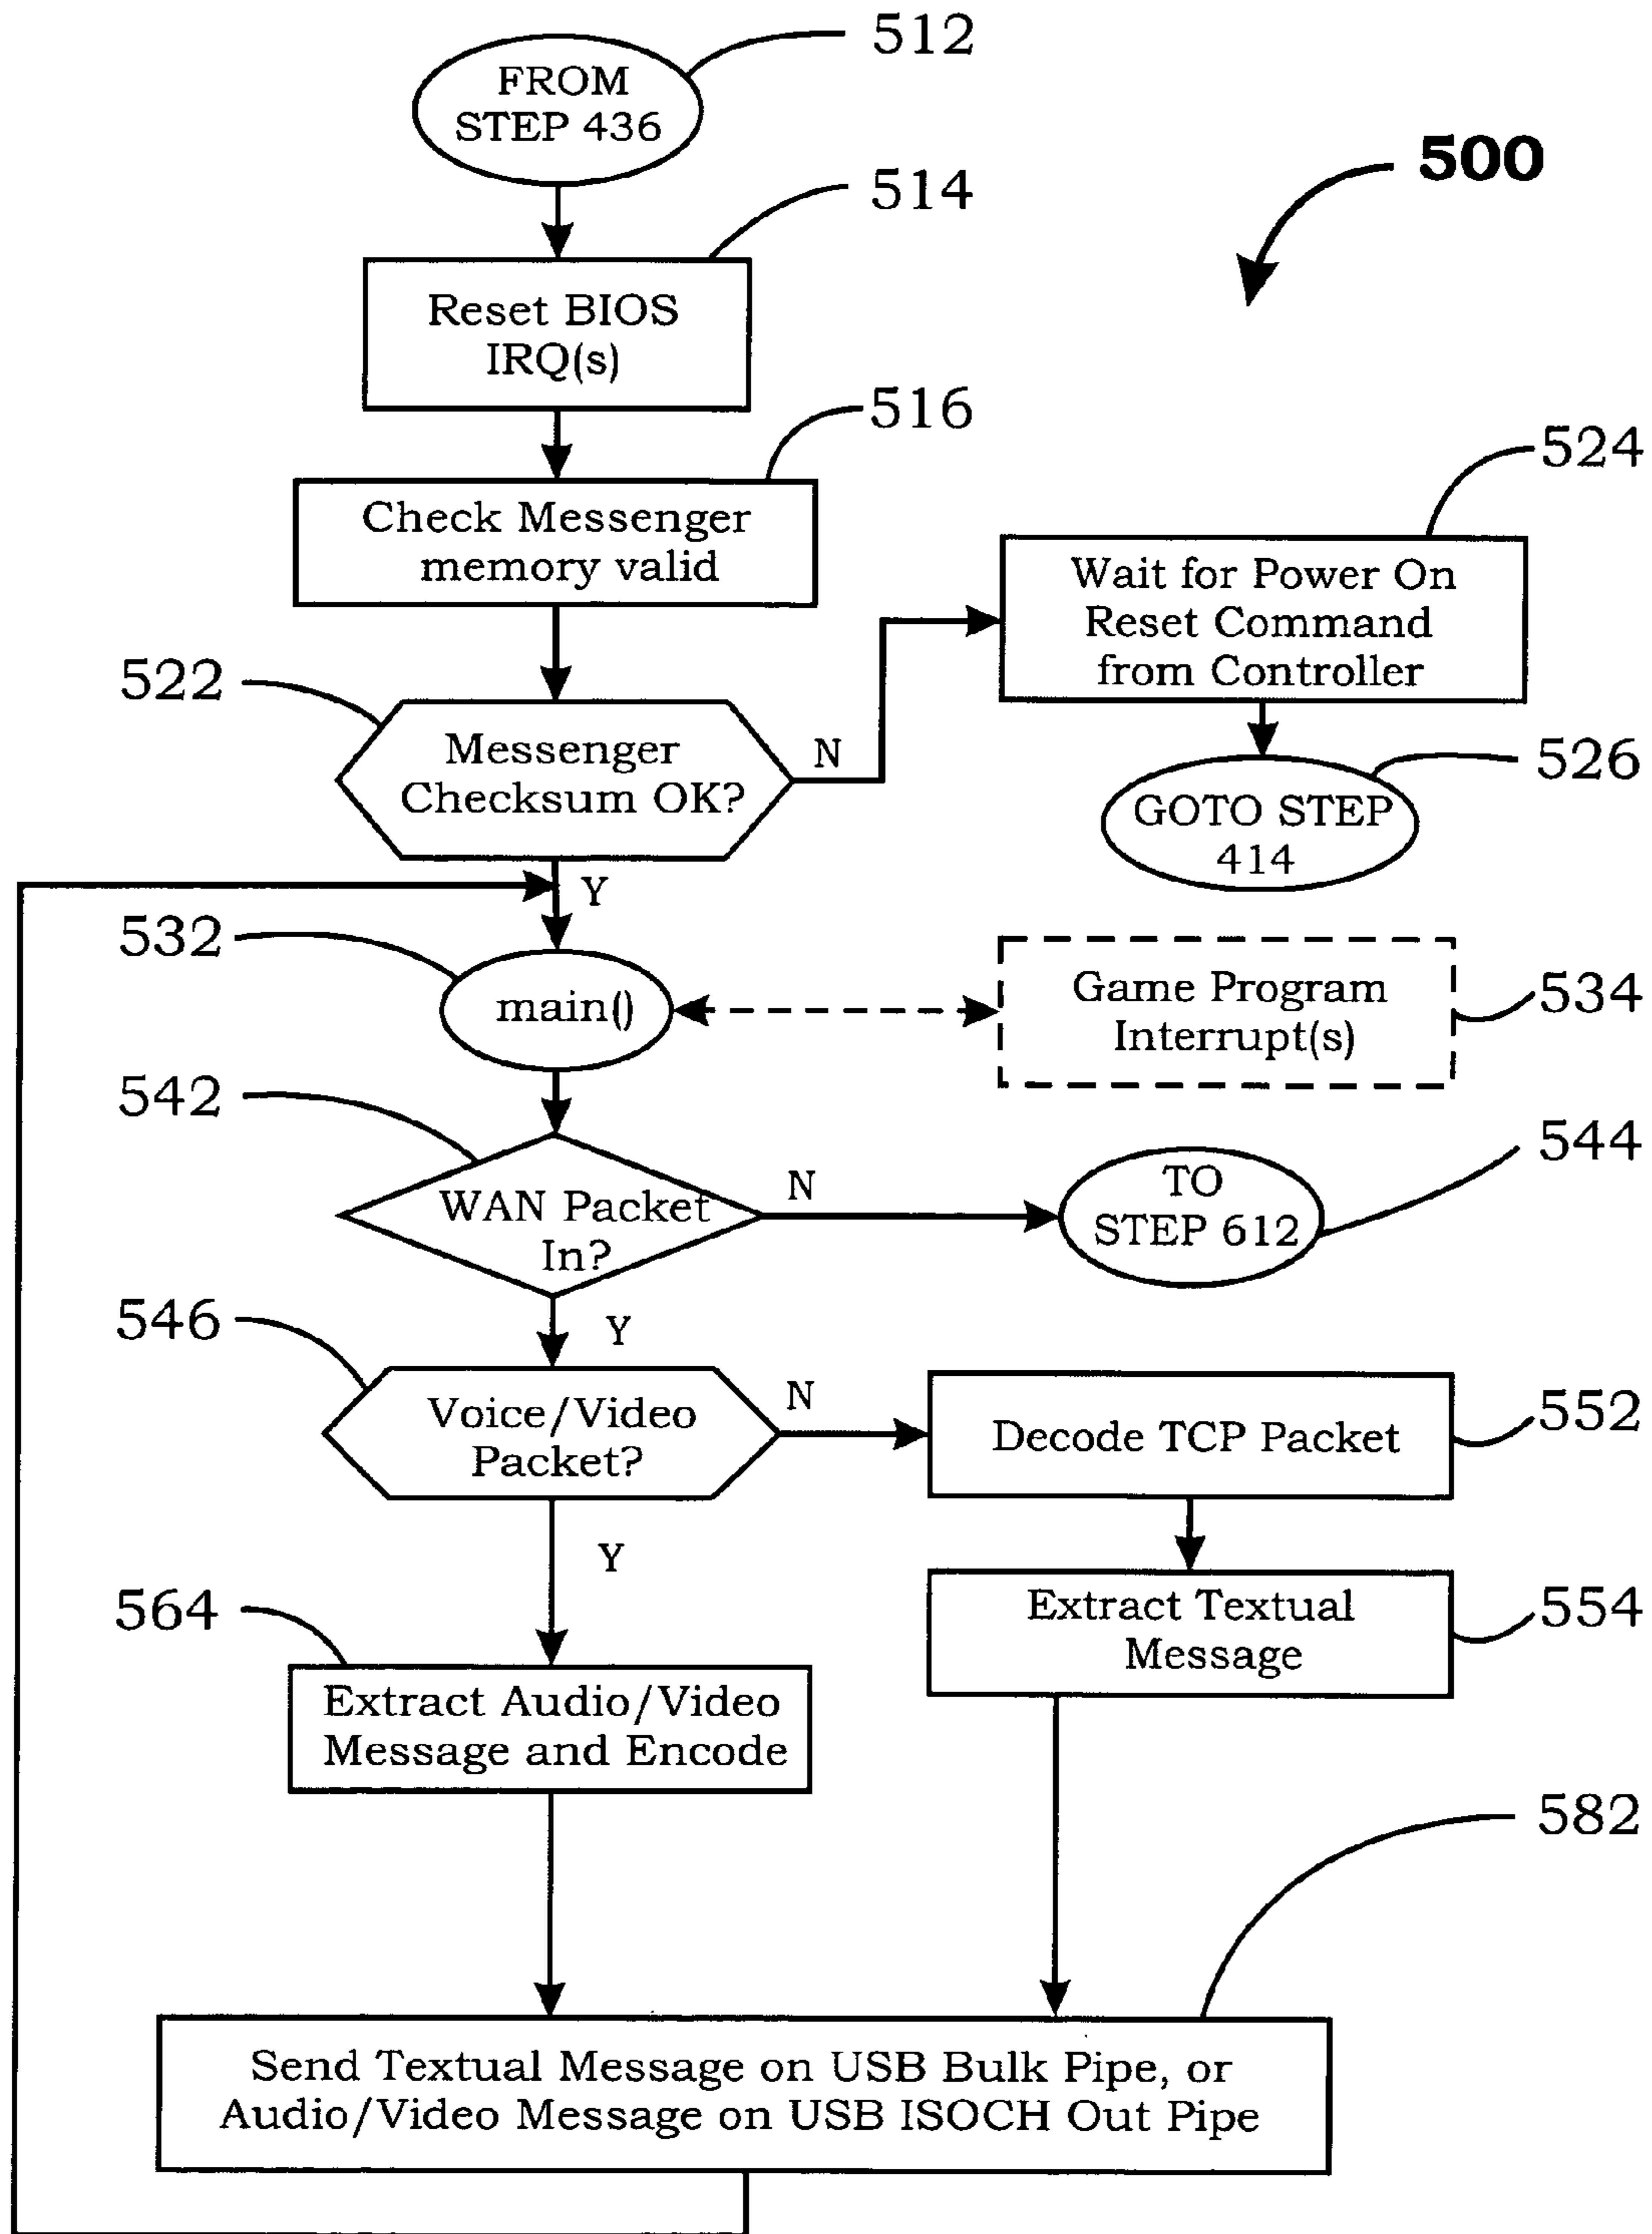 512
FROM
STEP 436
500
514
Reset BIOS
IRQ(s)
516
Check Messenger
memory valid
524
Wait for Power On
Reset Command
from Controller
522
Messenger
Checksum OK?
N
526
GOTO STEP
414
Y
532
main()
Game Program
Interrupt(s)
534
542
WAN Packet
In?
N
TO
STEP 612
544
Y
546
Voice/Video
Packet?
N
Decode TCP Packet
552
Y
564
Extract Textual
Message
554
Extract Audio/Video
Message and Encode
582
Send Textual Message on USB Bulk Pipe, or
Audio/Video Message on USB ISOCH Out Pipe